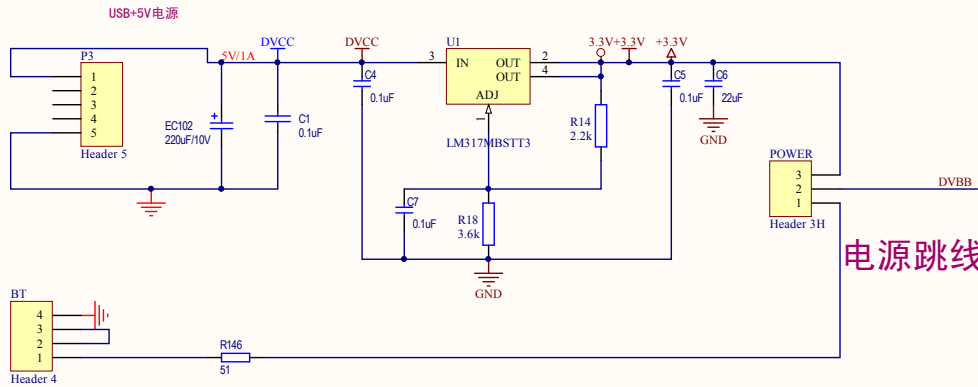 USB+5V电源
P3
1
2
3
4
5
Header 5
5V/1A
DVCC
EC102
220uF/10V
C1
0.1uF
DVCC
C4
0.1uF
U1
3
IN
OUT
2
OUT
4
ADJ
1
LM317MBSTT3
3.3V+3.3V
+3.3V
R14
2.2k
C5
0.1uF
C6
22uF
GND
C7
0.1uF
R18
3.6k
GND
POWER
3
2
1
Header 3H
DVBB
电源跳线
BT
4
3
2
1
Header 4
R146
51